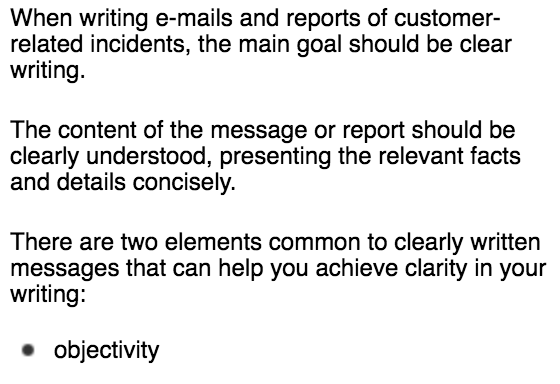 When writing e-mails and reports of customer-
related incidents, the main goal should be clear
writing.
The content of the message or report should be
clearly understood, presenting the relevant facts
and details concisely.
There are two elements common to clearly written
messages that can help you achieve clarity in your
writing:
• objectivity